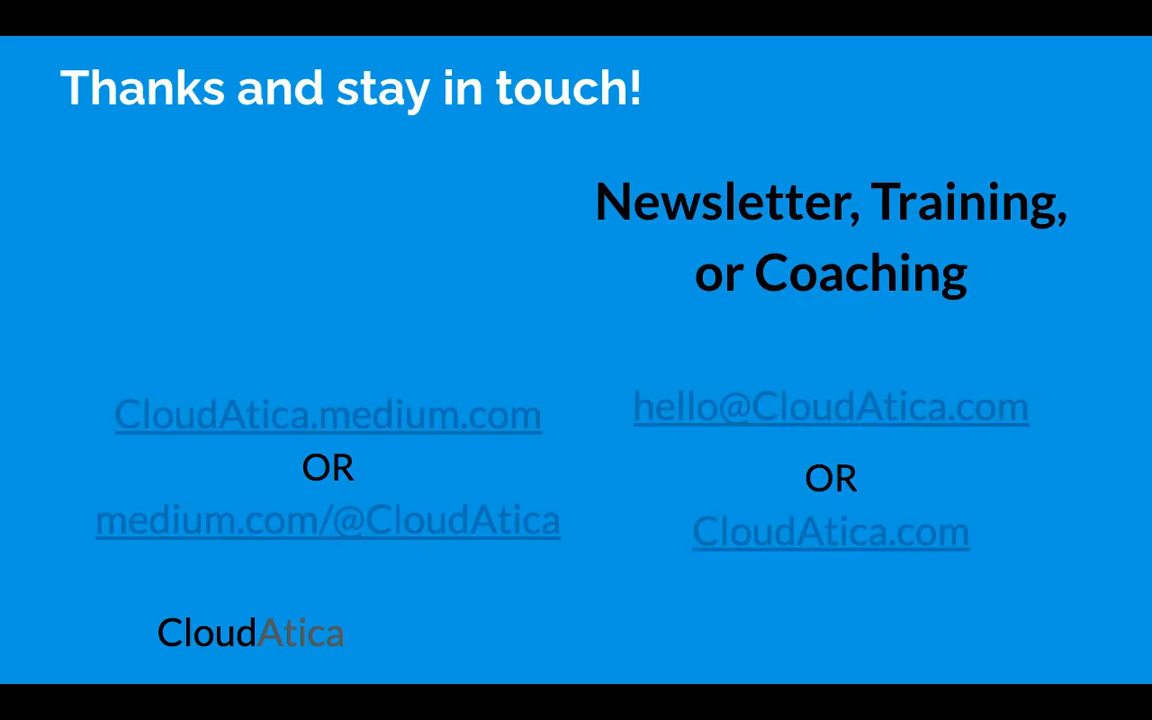 Thanks and stay in touch!
Newsletter, Training,
or Coaching
CloudAtica.medium.com
OR
medium.com/@CloudAtica
hello@CloudAtica.com
OR
CloudAtica.com
CloudAtica